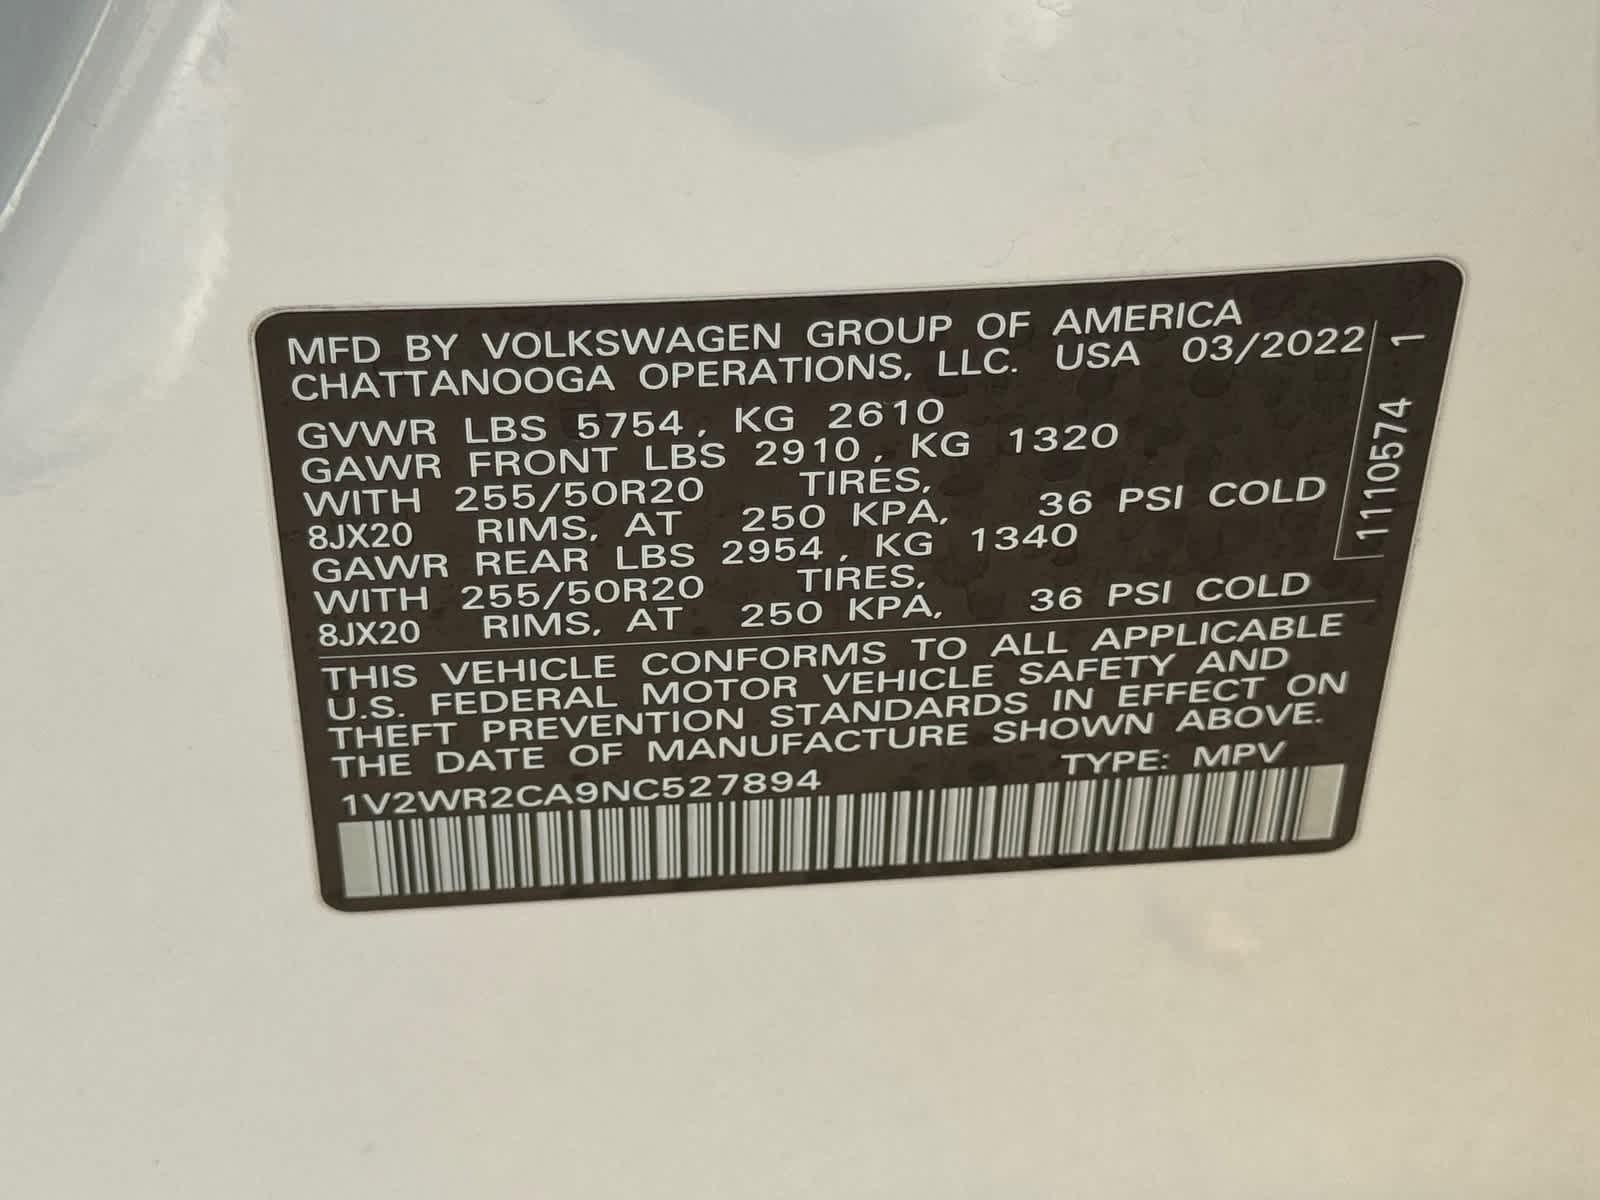 MFD BY VOLKSWAGEN GROUP OF AMERICA
CHATTANOOGA OPERATIONS, LLC. USA 03/2022
GVWR LBS 5754, KG 2610
GAWR FRONT LBS 2910, KG 1320
WITH 255/50R20 TIRES,
8JX20 RIMS, AT 250 KPA, 36 PSI COLD
GAWR REAR LBS 2954, KG 1340
WITH 255/50R20 TIRES,
8JX20 RIMS, AT 250 KPA, 36 PSI COLD
THIS VEHICLE CONFORMS TO ALL APPLICABLE
U.S. FEDERAL MOTOR VEHICLE SAFETY AND
THEFT PREVENTION STANDARDS IN EFFECT ON
THE DATE OF MANUFACTURE SHOWN ABOVE.
1V2WR2CA9NC527894 TYPE: MPV
1110574 1